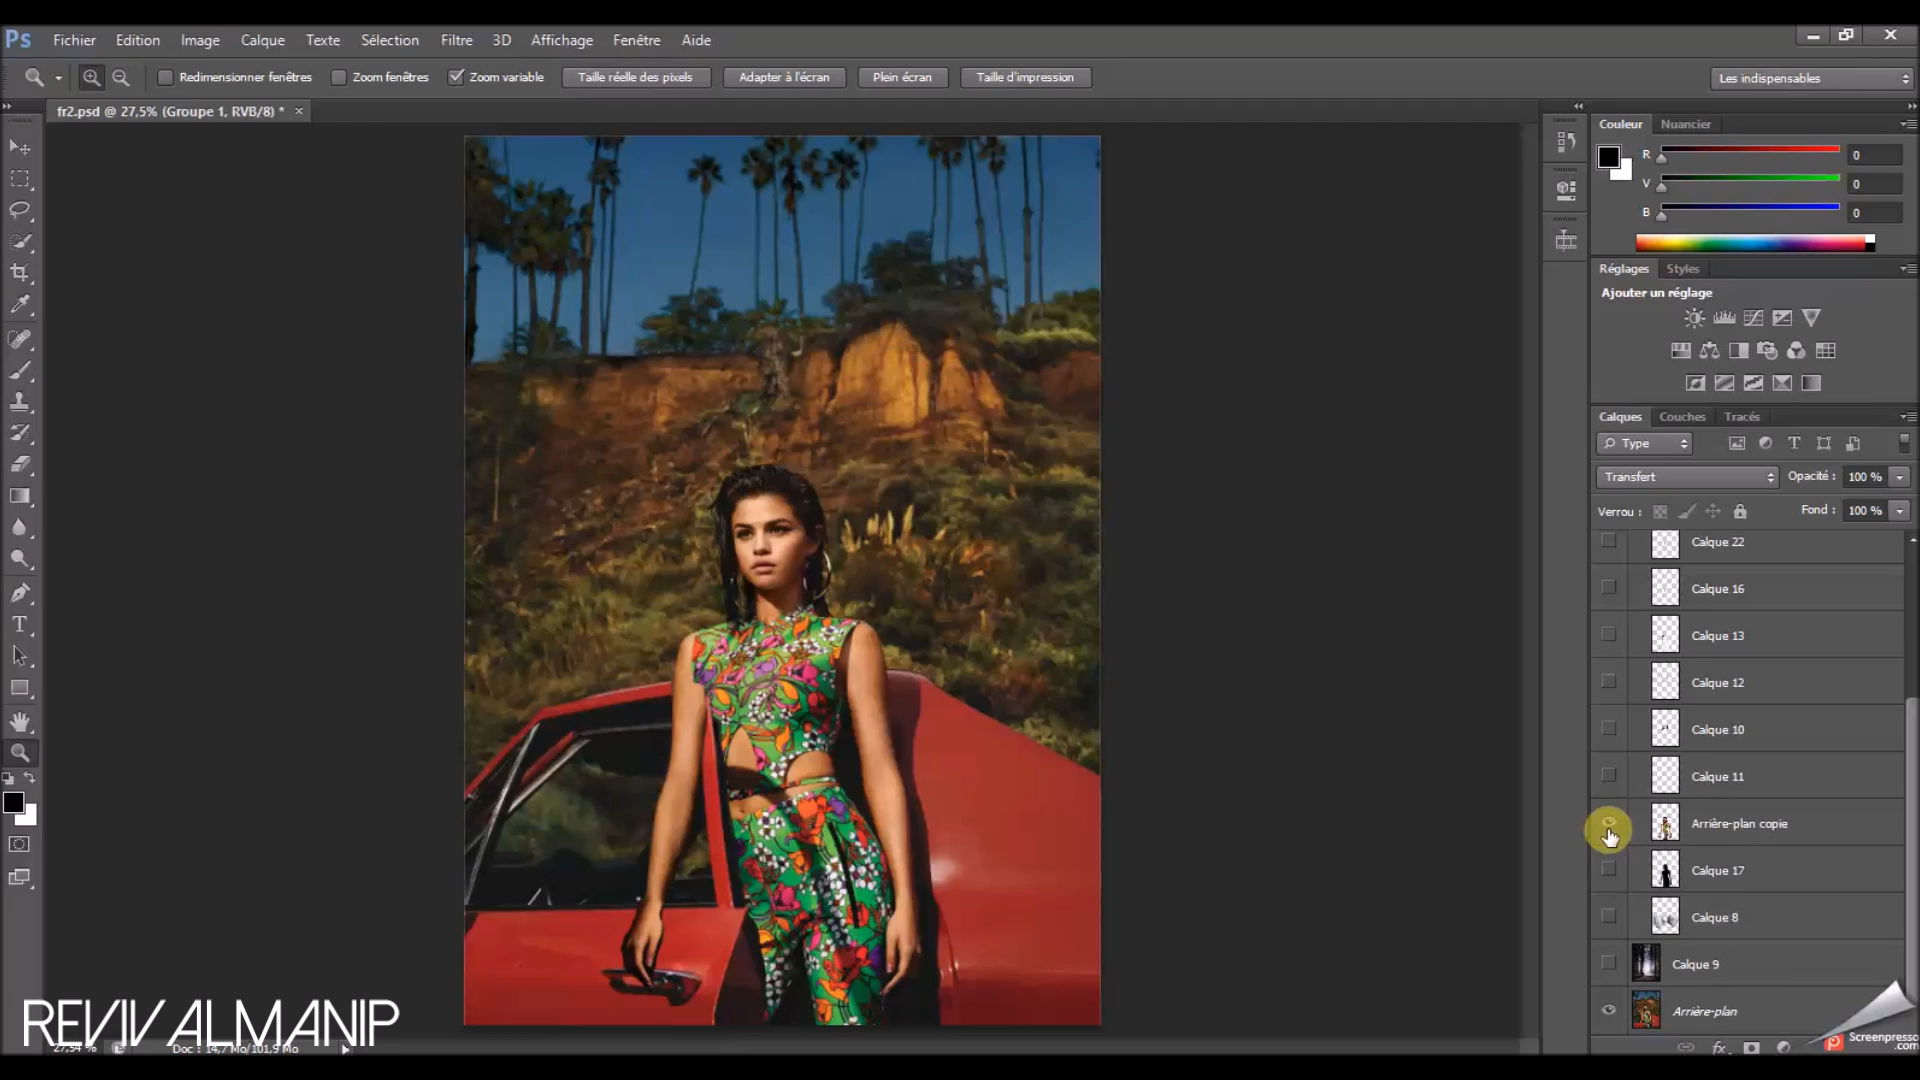 Ps Fichier Edition Image Calque Texte Sélection Filtre 3D Affichage Fenêtre Aide
Redimensionner fenêtres Zoom fenêtres Zoom variable Taille réelle des pixels Adapter à l'écran Plein écran Taille d'impression Les indispensables
fr2.psd @ 27,5% (Groupe 1, RVB/8) * ×
Couleur Nuancier
R 0
V 0
B 0
Réglages Styles
Ajouter un réglage
Calques Couches Tracés
Type
Transfert Opacité : 100 %
Verrou : Fond : 100 %
Calque 22
Calque 16
Calque 13
Calque 12
Calque 10
Calque 11
Arrière-plan copie
Calque 17
Calque 8
Calque 9
Arrière-plan
REVIVALMANIP
27,54 % Doc : 14,7 Mo/101,9 Mo
fx
Screenpresso
.com